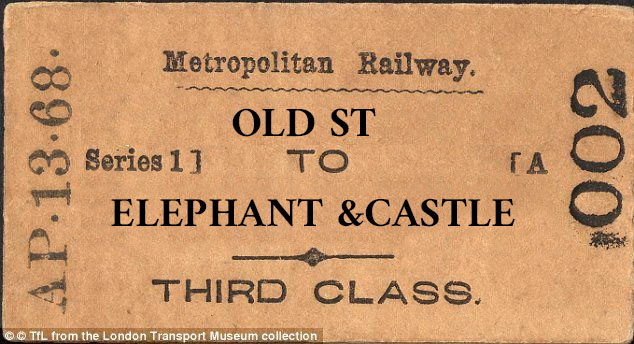 Metropolitan Railway.
OLD ST
Series 1] TO [A
ELEPHANT &CASTLE
THIRD CLASS.
AP·13·68·
002
© © TfL from the London Transport Museum collection